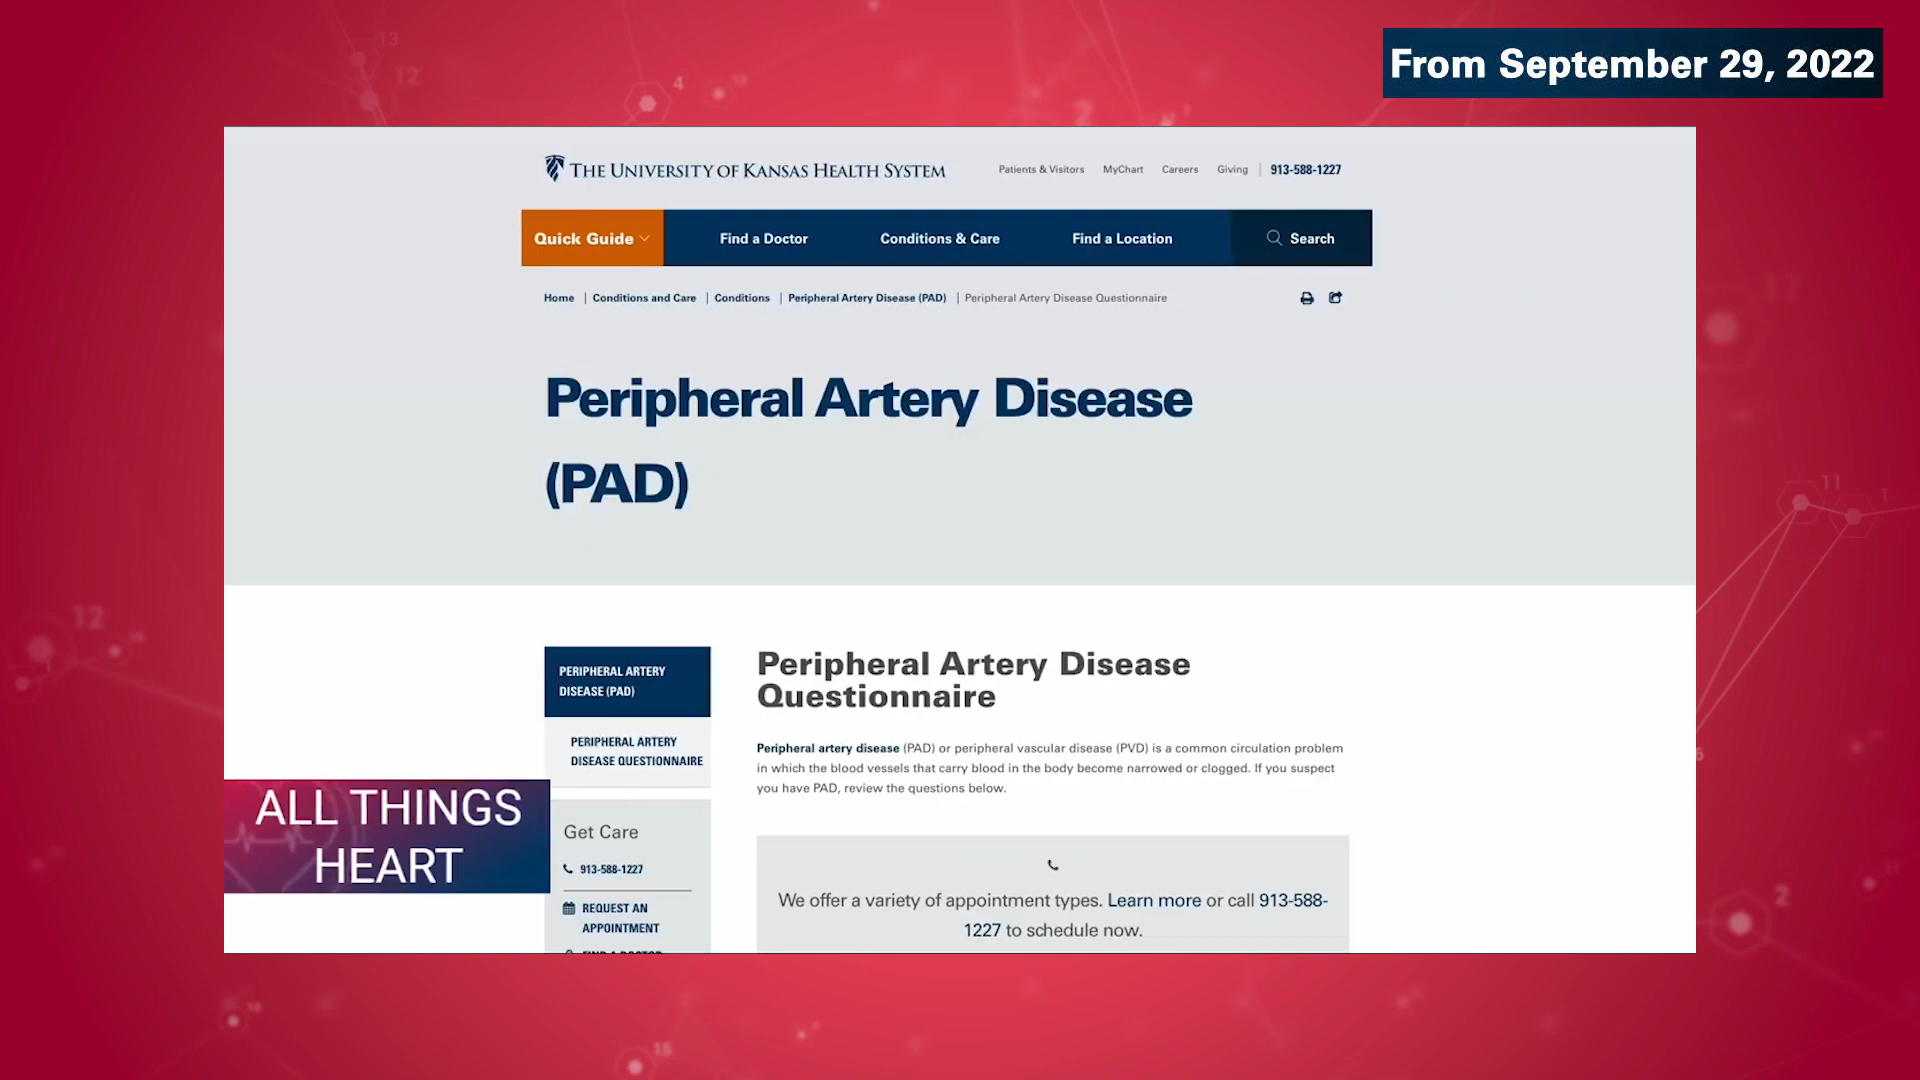 From September 29, 2022
THE UNIVERSITY OF KANSAS HEALTH SYSTEM
Patients & Visitors MyChart Careers Giving 913-588-1227
Quick Guide Find a Doctor Conditions & Care Find a Location Search
Home | Conditions and Care | Conditions | Peripheral Artery Disease (PAD) | Peripheral Artery Disease Questionnaire
Peripheral Artery Disease
(PAD)
PERIPHERAL ARTERY
DISEASE (PAD)
PERIPHERAL ARTERY
DISEASE QUESTIONNAIRE
ALL THINGS
HEART
Get Care
913-588-1227
REQUEST AN
APPOINTMENT
Peripheral Artery Disease
Questionnaire
Peripheral artery disease (PAD) or peripheral vascular disease (PVD) is a common circulation problem
in which the blood vessels that carry blood in the body become narrowed or clogged. If you suspect
you have PAD, review the questions below.
We offer a variety of appointment types. Learn more or call 913-588-
1227 to schedule now.